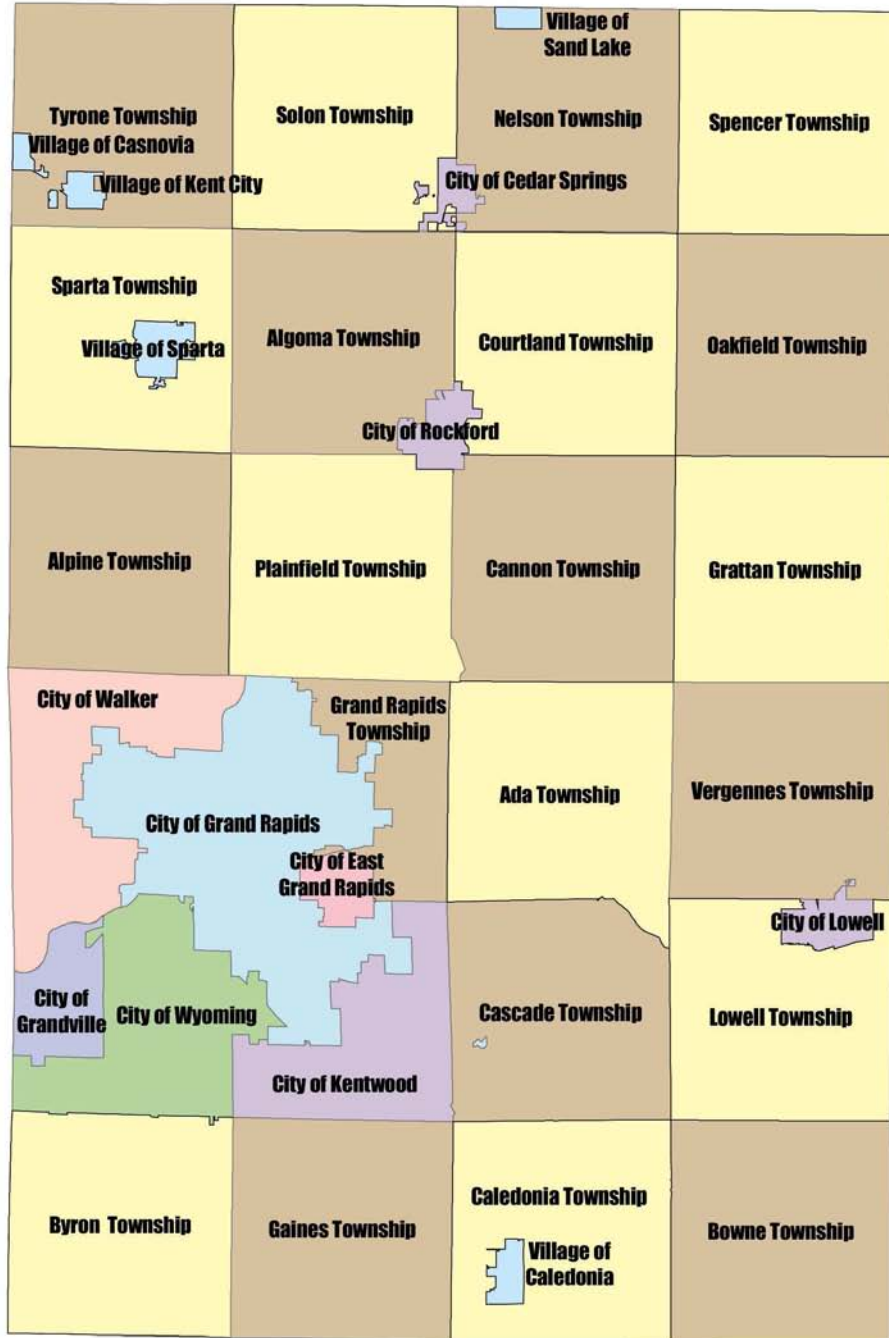 Village of
Sand Lake
Tyrone Township
Solon Township
Nelson Township
Spencer Township
Village of Casnovia
Village of Kent City
City of Cedar Springs
Sparta Township
Village of Sparta
Algoma Township
Courtland Township
Oakfield Township
City of Rockford
Alpine Township
Plainfield Township
Cannon Township
Grattan Township
City of Walker
Grand Rapids
Township
Ada Township
Vergennes Township
City of Grand Rapids
City of East
Grand Rapids
City of Lowell
City of
Grandville
City of Wyoming
Cascade Township
Lowell Township
City of Kentwood
Byron Township
Gaines Township
Caledonia Township
Bowne Township
Village of
Caledonia